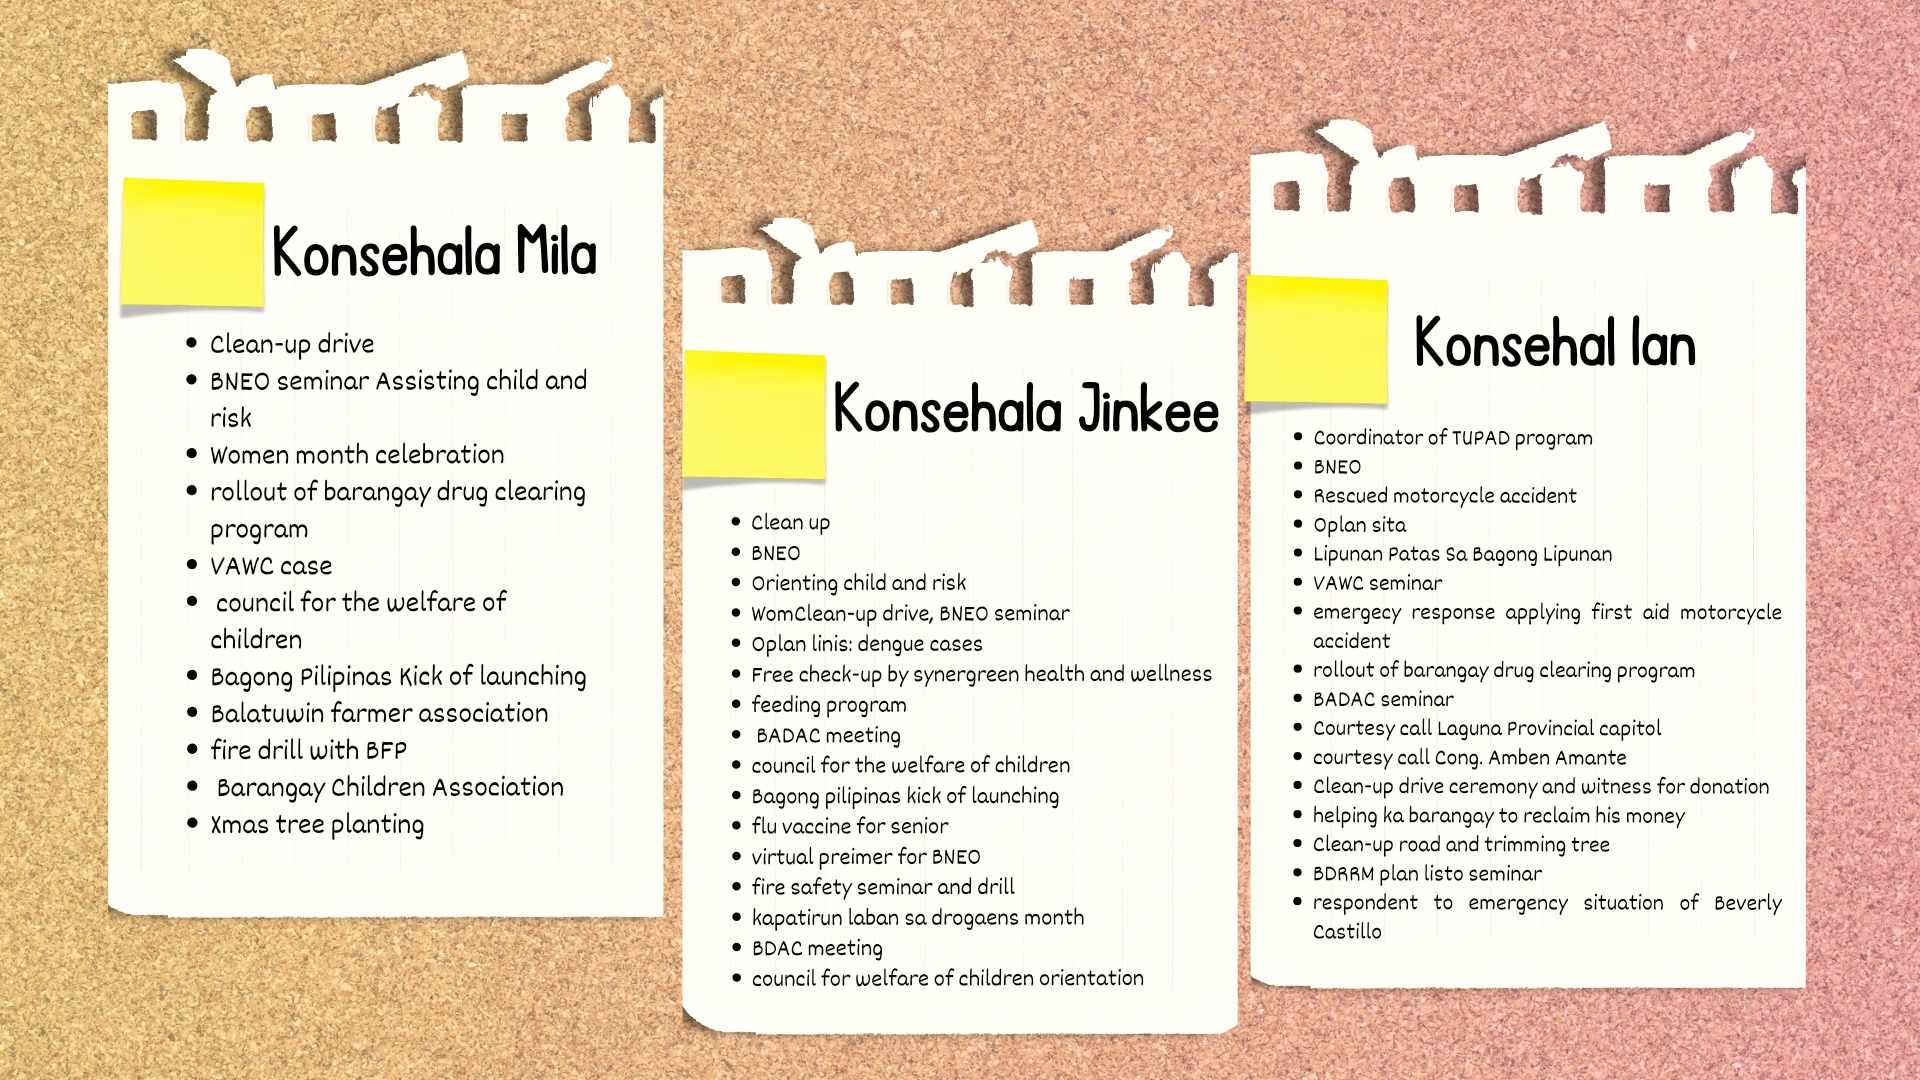 Konsehala Mila
Clean-up drive
BNEO seminar Assisting child and
risk
Women month celebration
rollout of barangay drug clearing
program
VAWC case
council for the welfare of
children
Bagong Pilipinas Kick of launching
Balatuwin farmer association
fire drill with BFP
Barangay Children Association
Xmas tree planting
Konsehala Jinkee
Clean up
BNEO
Orienting child and risk
WomClean-up drive, BNEO seminar
Oplan linis: dengue cases
Free check-up by synergreen health and wellness
feeding program
BADAC meeting
council for the welfare of children
Bagong pilipinas kick of launching
flu vaccine for senior
virtual preimer for BNEO
fire safety seminar and drill
kapatirun laban sa drogaens month
BDAC meeting
council for welfare of children orientation
Konsehal Ian
Coordinator of TUPAD program
BNEO
Rescued motorcycle accident
Oplan sita
Lipunan Patas Sa Bagong Lipunan
VAWC seminar
emergecy response applying first aid motorcycle
accident
rollout of barangay drug clearing program
BADAC seminar
Courtesy call Laguna Provincial capitol
courtesy call Cong. Amben Amante
Clean-up drive ceremony and witness for donation
helping ka barangay to reclaim his money
Clean-up road and trimming tree
BDRRM plan listo seminar
respondent to emergency situation of Beverly
Castillo